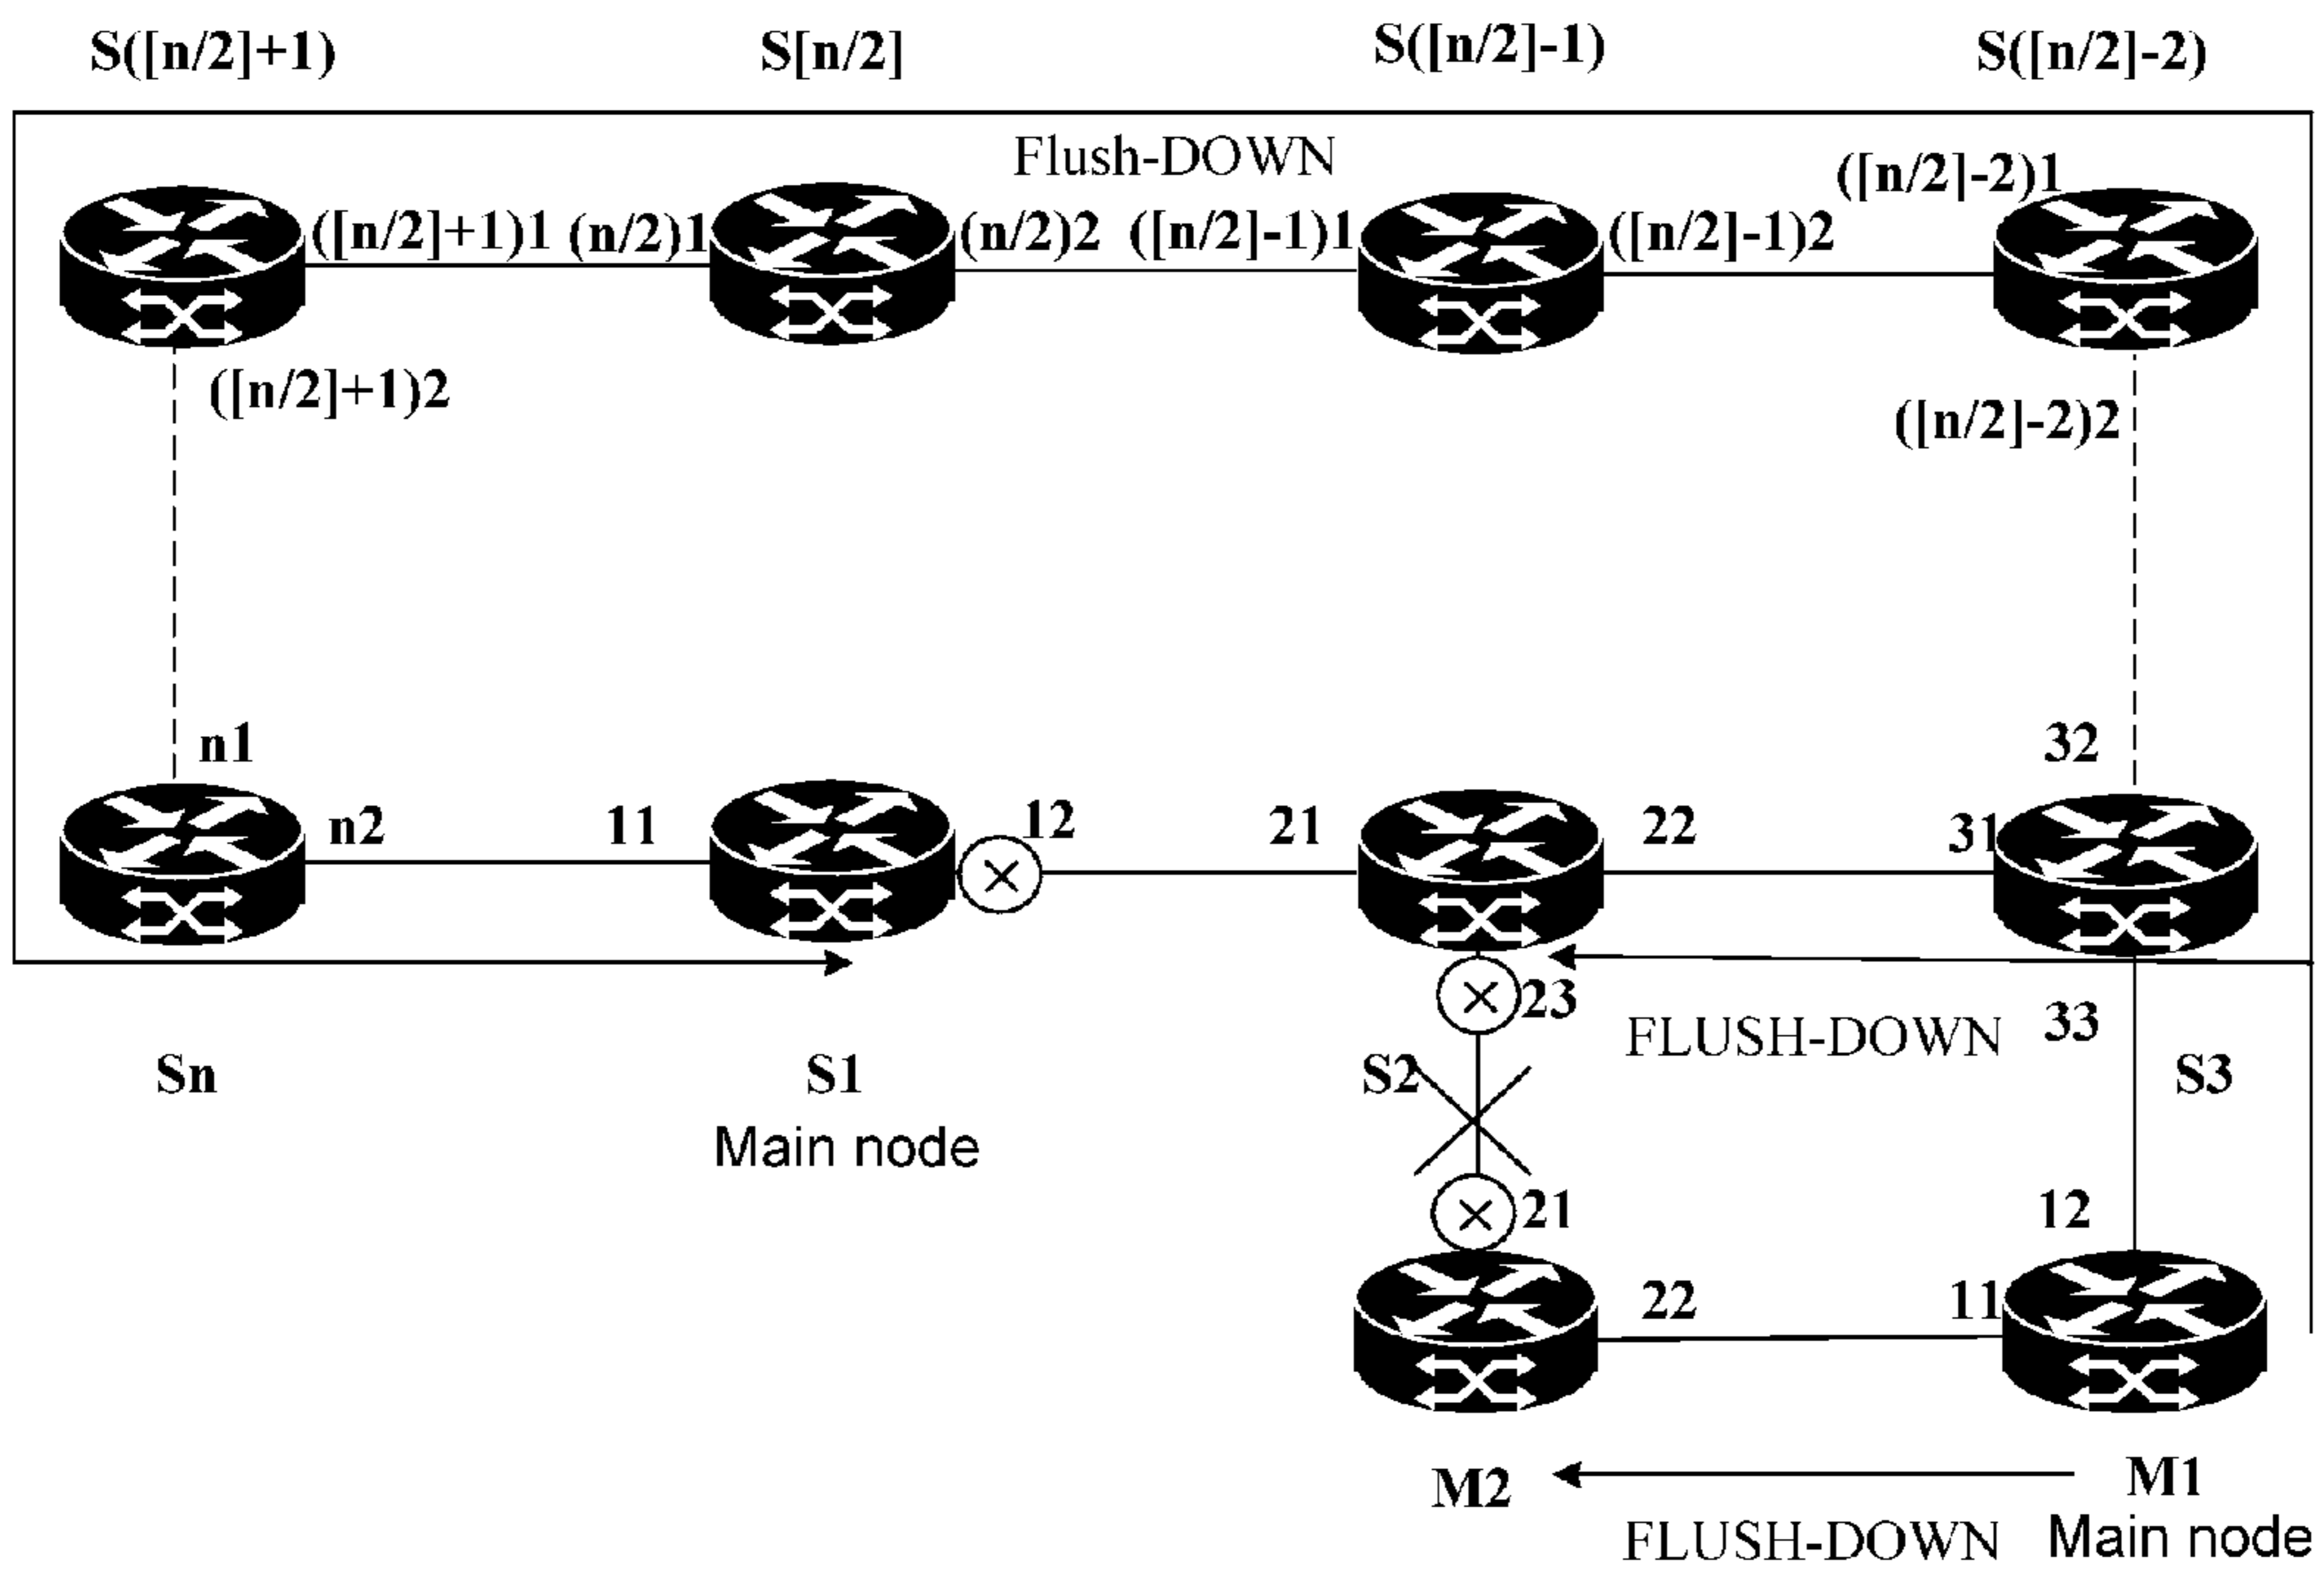 S([n/2]+1) S[n/2] S([n/2]-1) S([n/2]-2)
Flush-DOWN
([n/2]-2)1
([n/2]+1)1 (n/2)1 (n/2)2 ([n/2]-1)1 ([n/2]-1)2
([n/2]+1)2 ([n/2]-2)2
n1 32
n2 11 12 21 22 31
23 FLUSH-DOWN 33
Sn S1 S2 S3
Main node
21 12
22 11
M2 M1
FLUSH-DOWN Main node